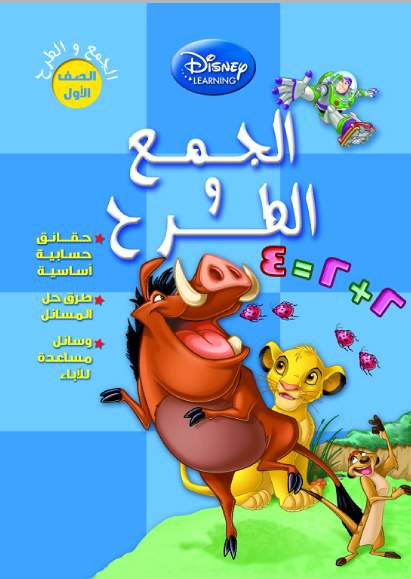 الجمع و الطرح
الصف
الأول
Disney
LEARNING
الجمع
و
الطرح
حقائق
حسابية
أساسية
طرق حل
المسائل
وسائل
مساعدة
للأباء
٢+٢=٤